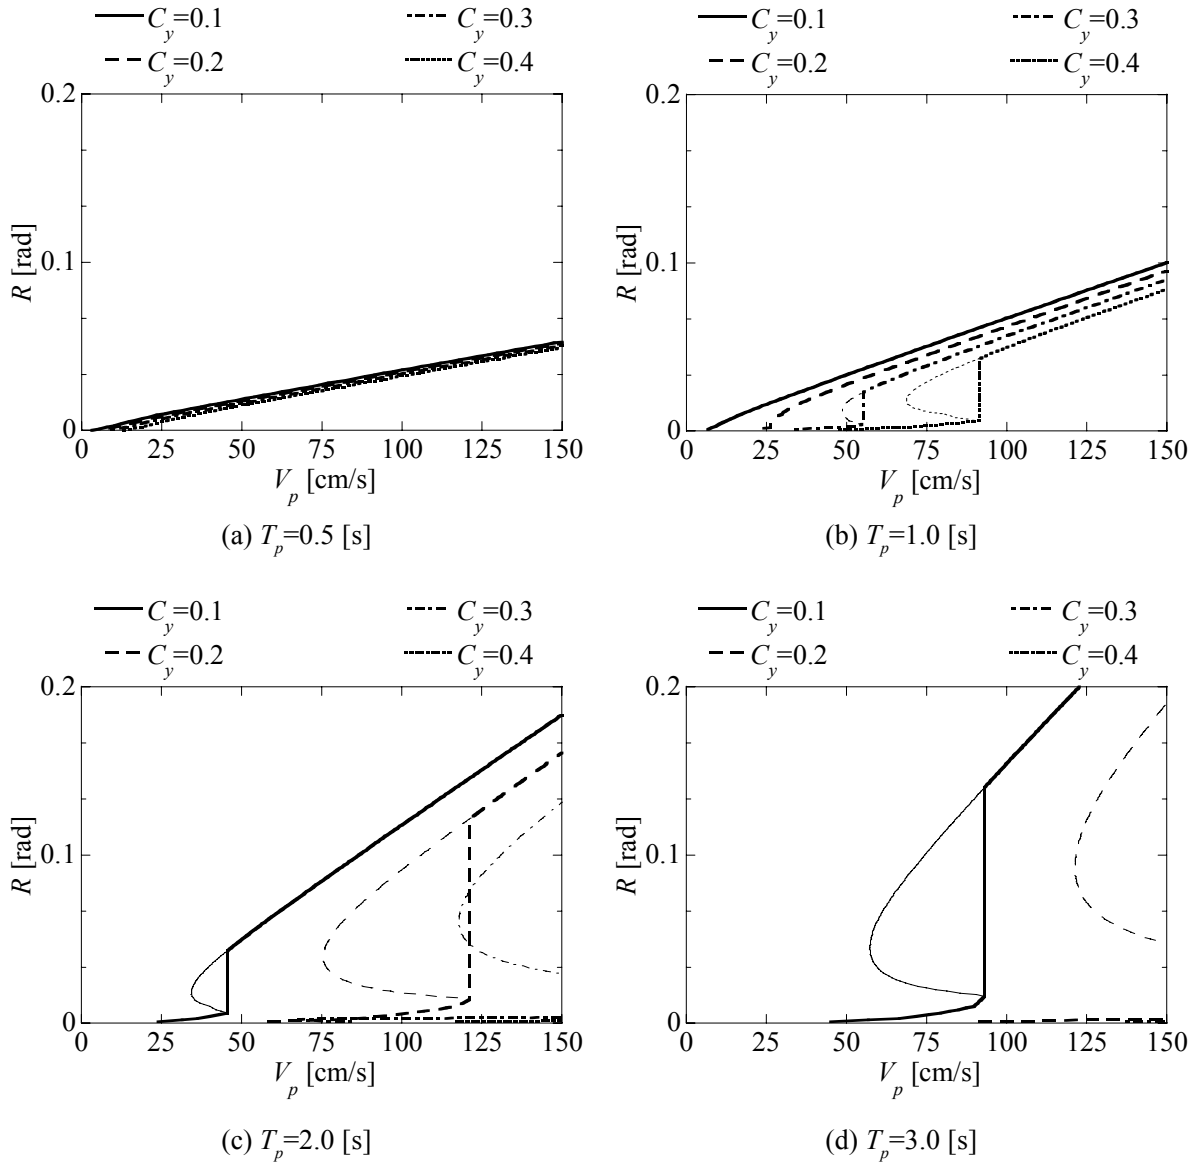 C_y=0.1 C_y=0.3
C_y=0.2 C_y=0.4
0.2
0.1
0
R [rad]
0 25 50 75 100 125 150
V_p [cm/s]
(a) T_p=0.5 [s]
C_y=0.1 C_y=0.3
C_y=0.2 C_y=0.4
0.2
0.1
0
R [rad]
0 25 50 75 100 125 150
V_p [cm/s]
(b) T_p=1.0 [s]
C_y=0.1 C_y=0.3
C_y=0.2 C_y=0.4
0.2
0.1
0
R [rad]
0 25 50 75 100 125 150
V_p [cm/s]
(c) T_p=2.0 [s]
C_y=0.1 C_y=0.3
C_y=0.2 C_y=0.4
0.2
0.1
0
R [rad]
0 25 50 75 100 125 150
V_p [cm/s]
(d) T_p=3.0 [s]